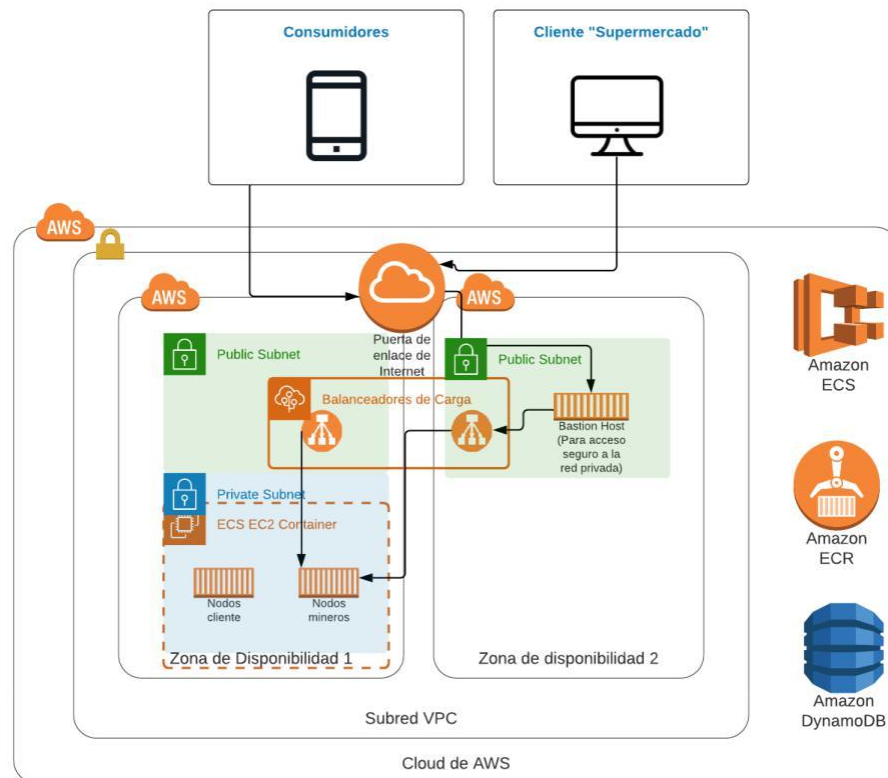 Consumidores
Cliente "Supermercado"
AWS
AWS
AWS
Puerta de
enlace de
Internet
Public Subnet
Public Subnet
Balanceadores de Carga
Bastion Host
(Para acceso
seguro a la
red privada)
Private Subnet
ECS EC2 Container
Nodos
cliente
Nodos
mineros
Zona de Disponibilidad 1
Zona de disponibilidad 2
Subred VPC
Cloud de AWS
Amazon
ECS
Amazon
ECR
Amazon
DynamoDB